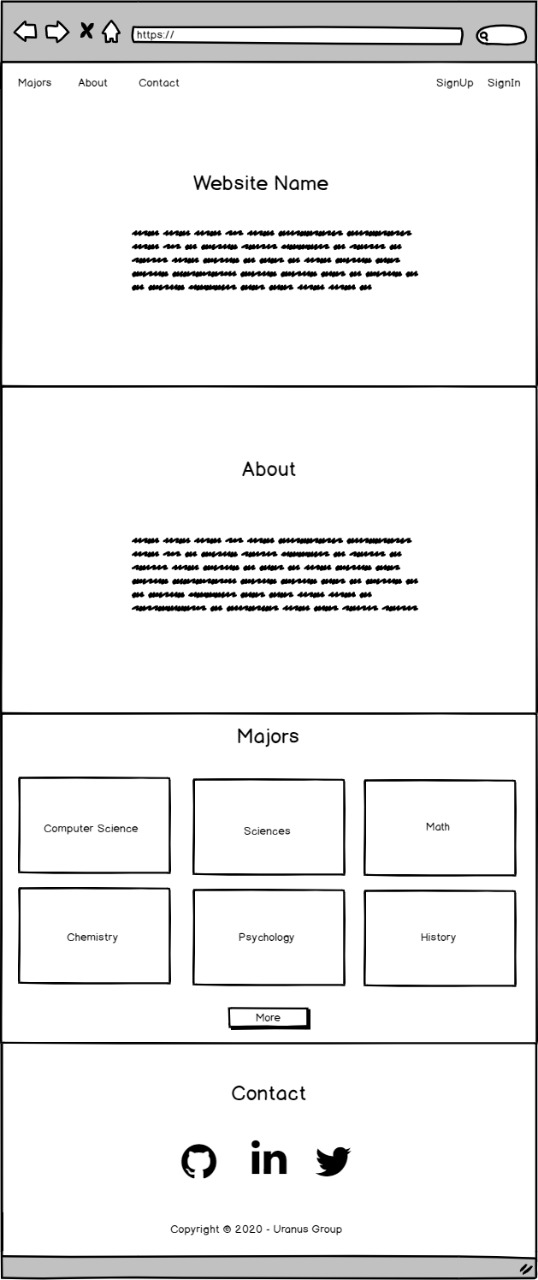 https://
Majors About Contact SignUp SignIn
Website Name
About
Majors
Computer Science Sciences Math
Chemistry Psychology History
More
Contact
in
Copyright © 2020 - Uranus Group